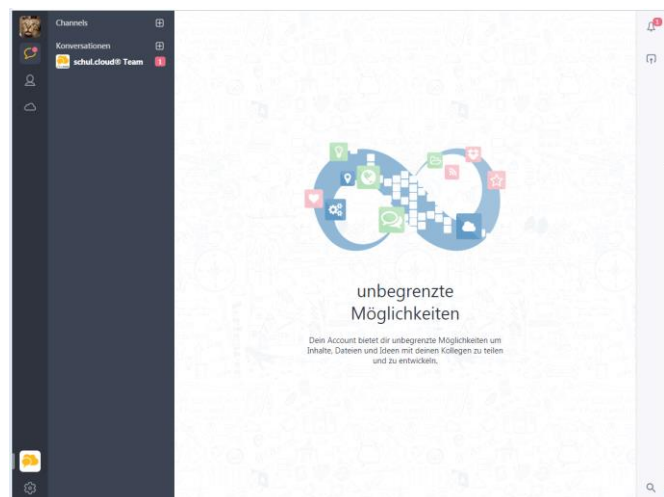 Channels
Konversationen
schul.cloud® Team
1
1
unbegrenzte
Möglichkeiten
Dein Account bietet dir unbegrenzte Möglichkeiten um
Inhalte, Dateien und Ideen mit deinen Kollegen zu teilen
und zu entwickeln.